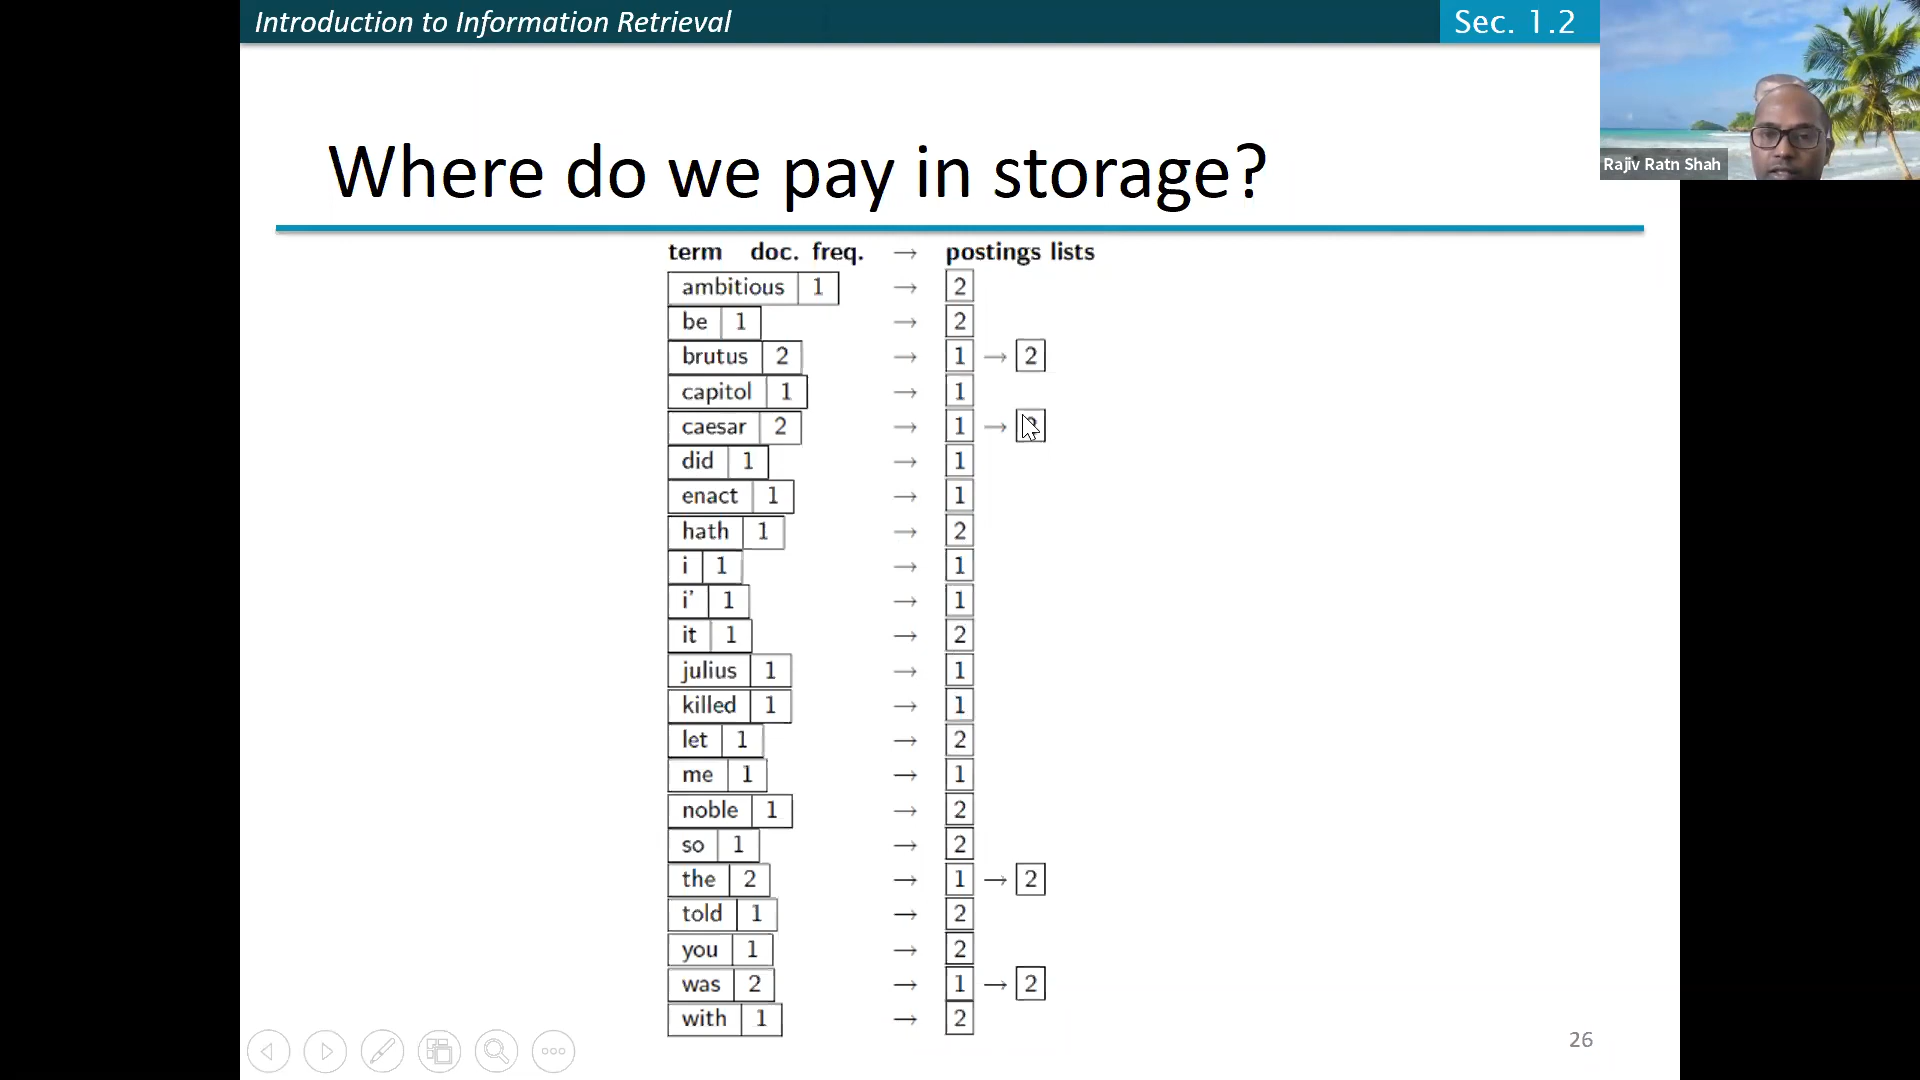 Introduction to Information Retrieval Sec. 1.2
Rajiv Ratn Shah
Where do we pay in storage?
term doc. freq. → postings lists
ambitious 1 → 2
be 1 → 2
brutus 2 → 1 → 2
capitol 1 → 1
caesar 2 → 1 →
did 1 → 1
enact 1 → 1
hath 1 → 2
i 1 → 1
i' 1 → 1
it 1 → 2
julius 1 → 1
killed 1 → 1
let 1 → 2
me 1 → 1
noble 1 → 2
so 1 → 2
the 2 → 1 → 2
told 1 → 2
you 1 → 2
was 2 → 1 → 2
with 1 → 2
26